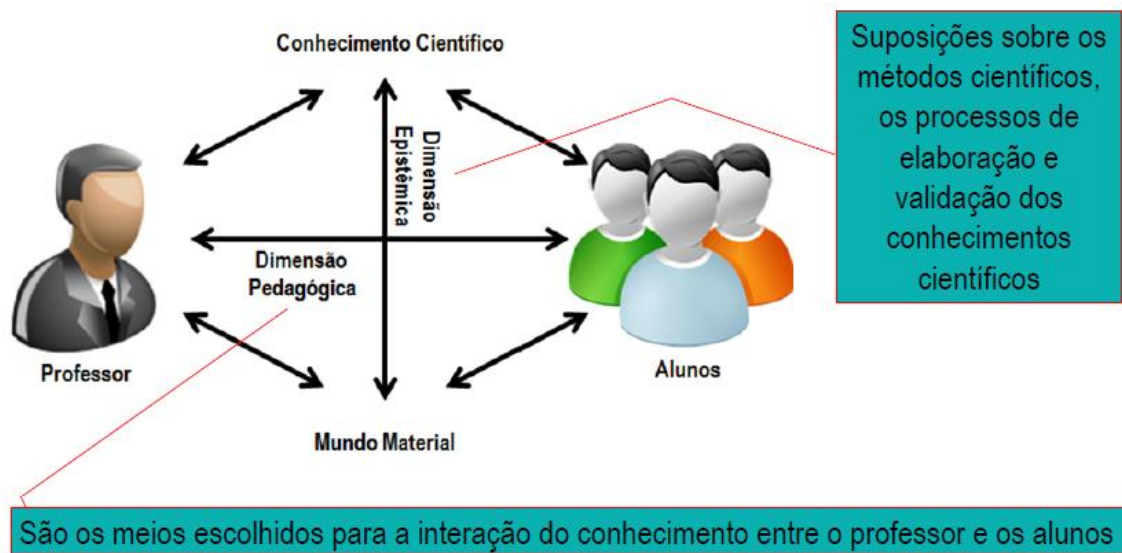 Conhecimento Científico
Suposições sobre os
métodos científicos,
os processos de
elaboração e
validação dos
conhecimentos
científicos
Dimensão
Epistêmica
Dimensão
Pedagógica
Professor
Alunos
Mundo Material
São os meios escolhidos para a interação do conhecimento entre o professor e os alunos